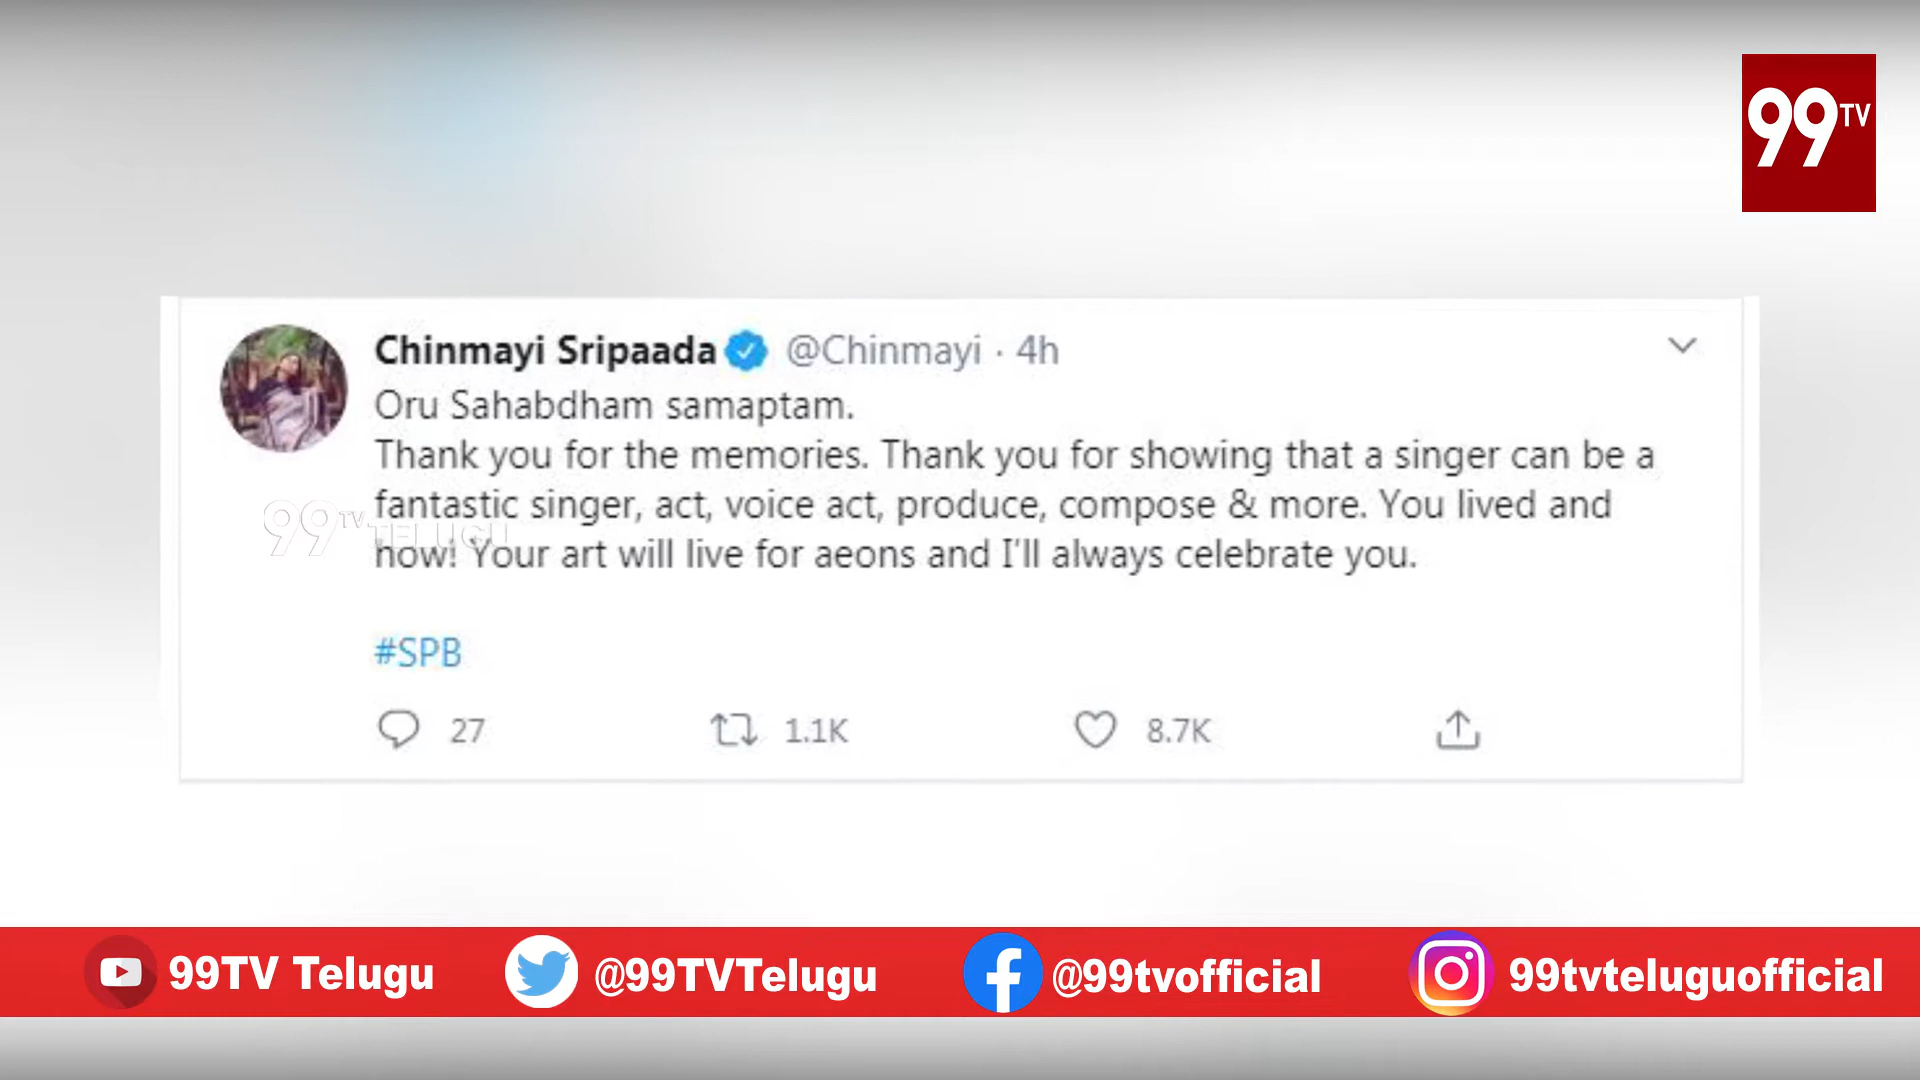 99TV
Chinmayi Sripaada @Chinmayi · 4h
Oru Sahabdham samaptam.
Thank you for the memories. Thank you for showing that a singer can be a
fantastic singer, act, voice act, produce, compose & more. You lived and
how! Your art will live for aeons and I'll always celebrate you.
99TV TELUGU
#SPB
27 1.1K 8.7K
99TV Telugu @99TVTelugu @99tvofficial 99tvteluguofficial